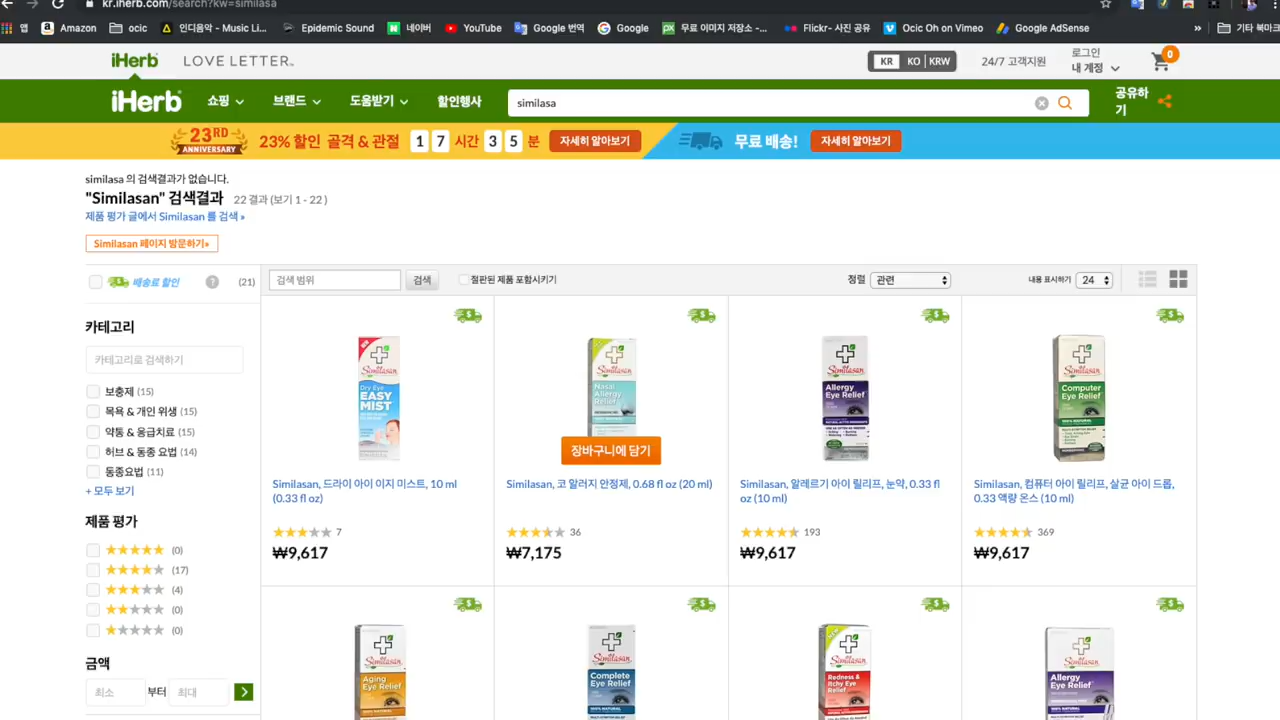 kr.iherb.com/search?kw=similasa
앱
Amazon
ocic
인디음악 - Music Li...
Epidemic Sound
네이버
YouTube
Google 번역
Google
무료 이미지 저장소 -...
Flickr- 사진 공유
Ocic Oh on Vimeo
Google AdSense
»
기타 북마크
iHerb
LOVE LETTER
KR
KO | KRW
24/7 고객지원
로그인
내 계정
0
iHerb
쇼핑
브랜드
도움받기
할인행사
similasa
공유하
기
23RD
ANNIVERSARY
23% 할인 골격 & 관절
1 7 시간 3 5 분
자세히 알아보기
무료 배송!
자세히 알아보기
similasa 의 검색결과가 없습니다.
"Similasan" 검색결과
22 결과 (보기 1 - 22 )
제품 평가 글에서 Similasan 를 검색 »
Similasan 페이지 방문하기»
배송료 할인
?
(21)
검색 범위
검색
절판된 제품 포함시키기
정렬
관련
내용 표시하기
24
카테고리
카테고리로 검색하기
보충제 (15)
목욕 & 개인 위생 (15)
약통 & 응급치료 (15)
허브 & 동종 요법 (14)
동종요법 (11)
+ 모두 보기
제품 평가
(0)
(17)
(4)
(0)
(0)
금액
최소
부터
최대
Similasan
Dry Eye
EASY
MIST
Similasan, 드라이 아이 이지 미스트, 10 ml
(0.33 fl oz)
7
₩9,617
Similasan
Nasal
Allergy
Relief
장바구니에 담기
Similasan, 코 알러지 안정제, 0.68 fl oz (20 ml)
36
₩7,175
Similasan
Allergy
Eye Relief
Similasan, 알레르기 아이 릴리프, 눈약, 0.33 fl
oz (10 ml)
193
₩9,617
Similasan
Computer
Eye Relief
100% NATURAL
Similasan, 컴퓨터 아이 릴리프, 살균 아이 드롭,
0.33 액량 온스 (10 ml)
369
₩9,617
Similasan
Aging
Eye Relief
100% NATURAL
Similasan
Complete
Eye Relief
100% NATURAL
Similasan
Redness &
Itchy Eye
Relief
Similasan
Allergy
Eye Relief
100% NATURAL